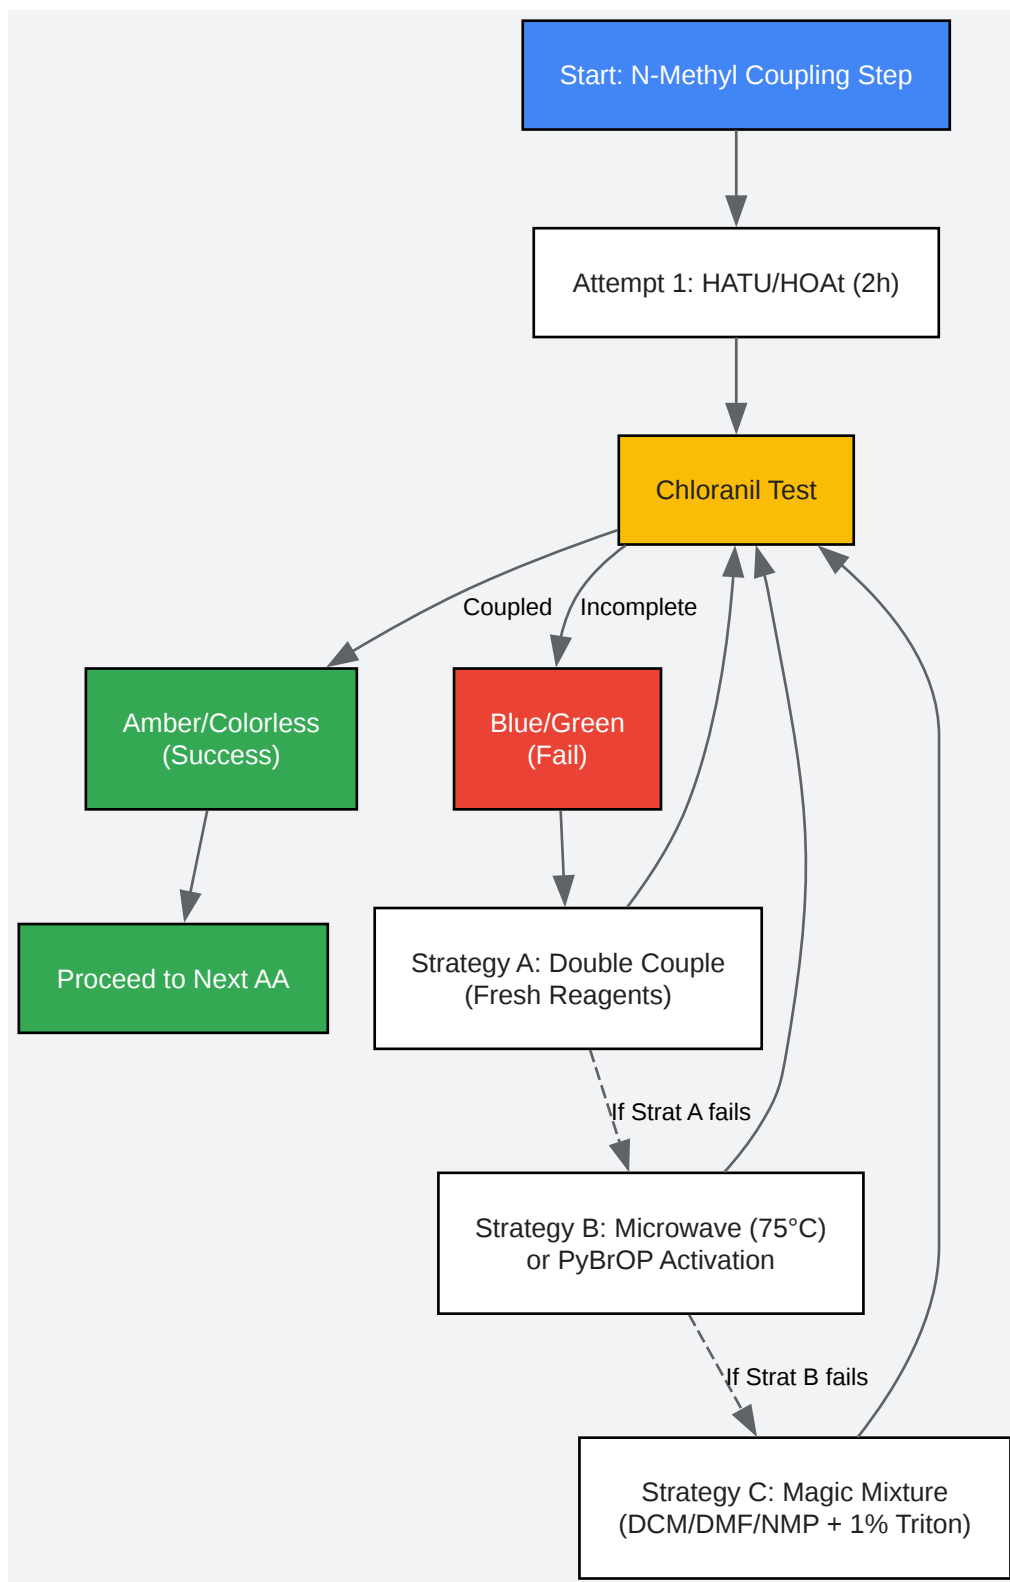 Start: N-Methyl Coupling Step
Attempt 1: HATU/HOAt (2h)
Chloranil Test
Coupled
Incomplete
Amber/Colorless
(Success)
Blue/Green
(Fail)
Proceed to Next AA
Strategy A: Double Couple
(Fresh Reagents)
If Strat A fails
Strategy B: Microwave (75°C)
or PyBrOP Activation
If Strat B fails
Strategy C: Magic Mixture
(DCM/DMF/NMP + 1% Triton)